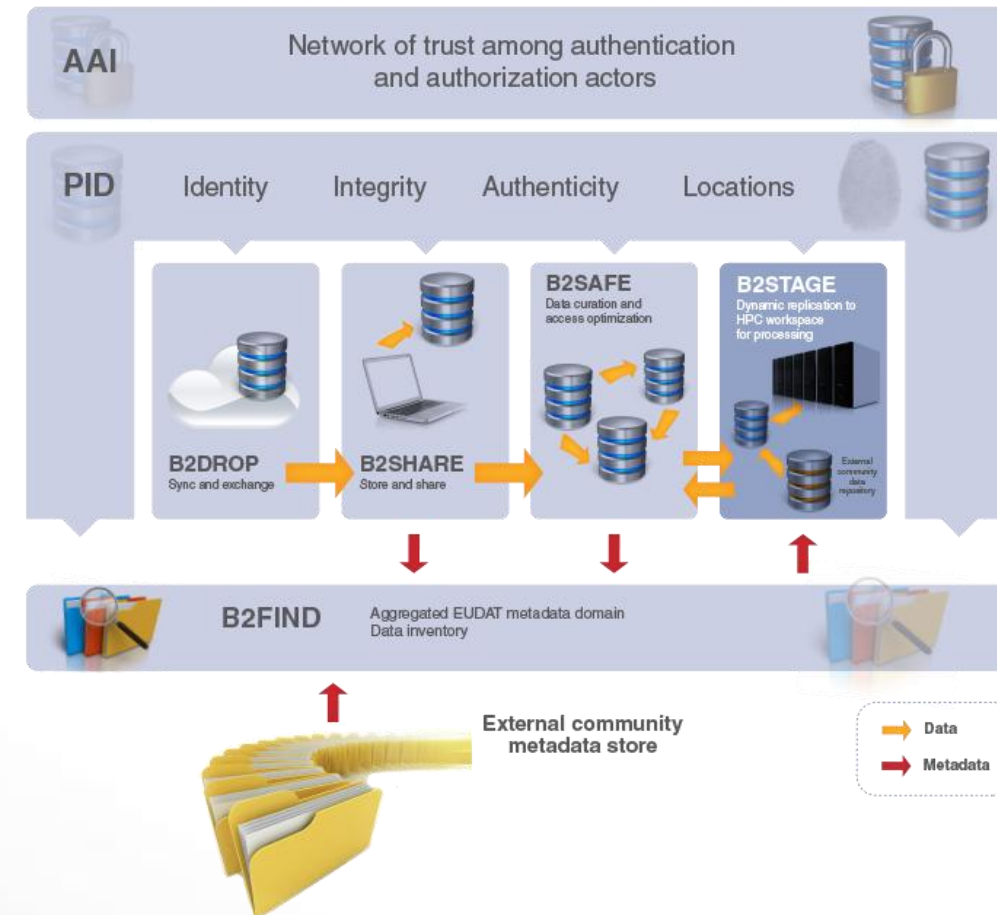 AAI
Network of trust among authentication
and authorization actors
PID
Identity
Integrity
Authenticity
Locations
B2DROP
Sync and exchange
B2SHARE
Store and share
B2SAFE
Data curation and
access optimization
B2STAGE
Dynamic replication to
HPC workspace
for processing
External
community
data
repository
B2FIND
Aggregated EUDAT metadata domain
Data inventory
External community
metadata store
Data
Metadata